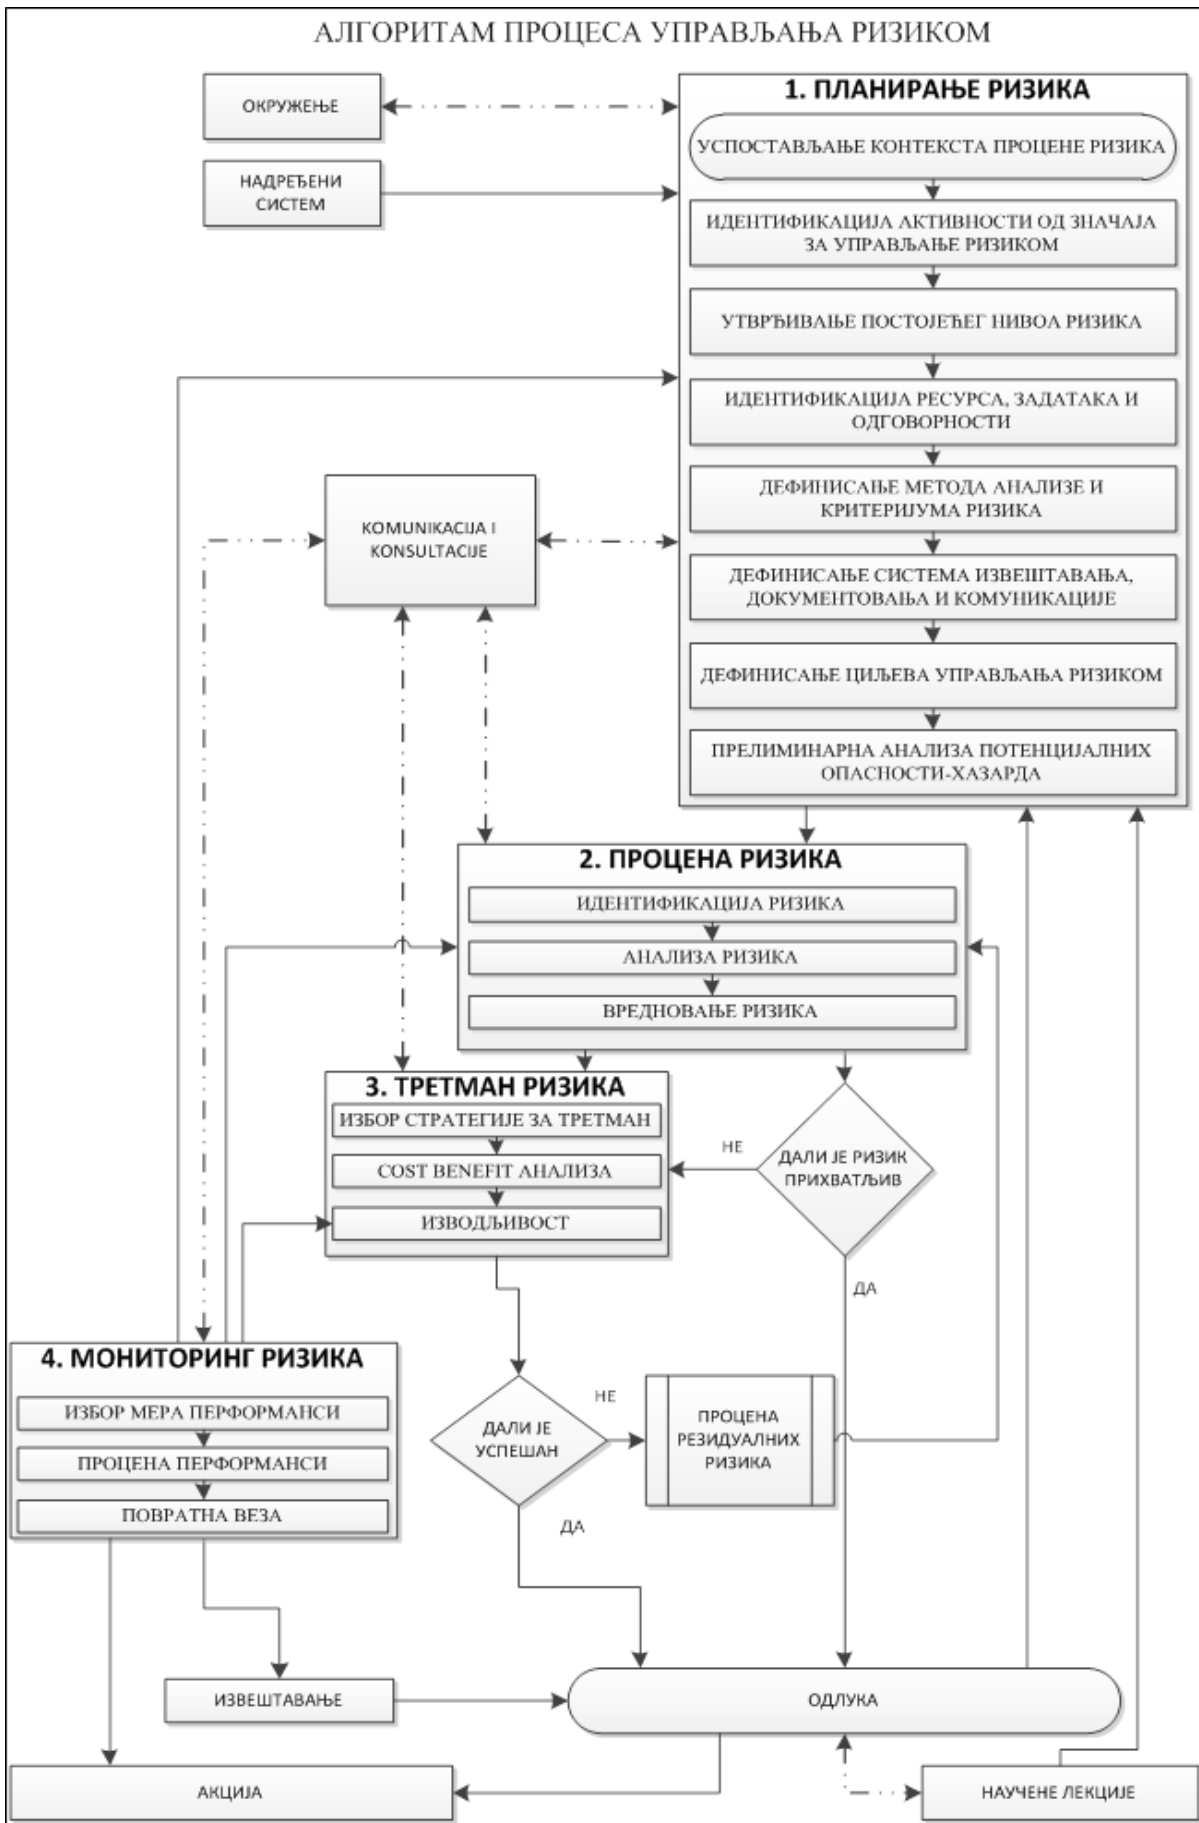 АЛГОРИТАМ ПРОЦЕСА УПРАВЉАЊА РИЗИКОМ
ОКРУЖЕЊЕ
НАДРЕЂЕНИ
СИСТЕМ
1. ПЛАНИРАЊЕ РИЗИКА
УСПОСТАВЉАЊЕ КОНТЕКСТА ПРОЦЕНЕ РИЗИКА
ИДЕНТИФИКАЦИЈА АКТИВНОСТИ ОД ЗНАЧАЈА
ЗА УПРАВЉАЊЕ РИЗИКОМ
УТВРЂИВАЊЕ ПОСТОЈЕЋЕГ НИВОА РИЗИКА
ИДЕНТИФИКАЦИЈА РЕСУРСА, ЗАДАТАКА И
ОДГОВОРНОСТИ
ДЕФИНИСАЊЕ МЕТОДА АНАЛИЗЕ И
КРИТЕРИЈУМА РИЗИКА
ДЕФИНИСАЊЕ СИСТЕМА ИЗВЕШТАВАЊА,
ДОКУМЕНТОВАЊА И КОМУНИКАЦИЈЕ
ДЕФИНИСАЊЕ ЦИЉЕВА УПРАВЉАЊА РИЗИКОМ
ПРЕЛИМИНАРНА АНАЛИЗА ПОТЕНЦИЈАЛНИХ
ОПАСНОСТИ-ХАЗАРДА
KOMUNIKACIJA I
KONSULTACIJE
2. ПРОЦЕНА РИЗИКА
ИДЕНТИФИКАЦИЈА РИЗИКА
АНАЛИЗА РИЗИКА
ВРЕДНОВАЊЕ РИЗИКА
3. ТРЕТМАН РИЗИКА
ИЗБОР СТРАТЕГИЈЕ ЗА ТРЕТМАН
COST BENEFIT АНАЛИЗА
ИЗВОДЉИВОСТ
НЕ
ДАЛИ ЈЕ РИЗИК
ПРИХВАТЉИВ
ДА
4. МОНИТОРИНГ РИЗИКА
ИЗБОР МЕРА ПЕРФОРМАНСИ
ПРОЦЕНА ПЕРФОРМАНСИ
ПОВРАТНА ВЕЗА
ДАЛИ ЈЕ
УСПЕШАН
НЕ
ПРОЦЕНА
РЕЗИДУАЛНИХ
РИЗИКА
ДА
ИЗВЕШТАВАЊЕ
ОДЛУКА
АКЦИЈА
НАУЧЕНЕ ЛЕКЦИЈЕ